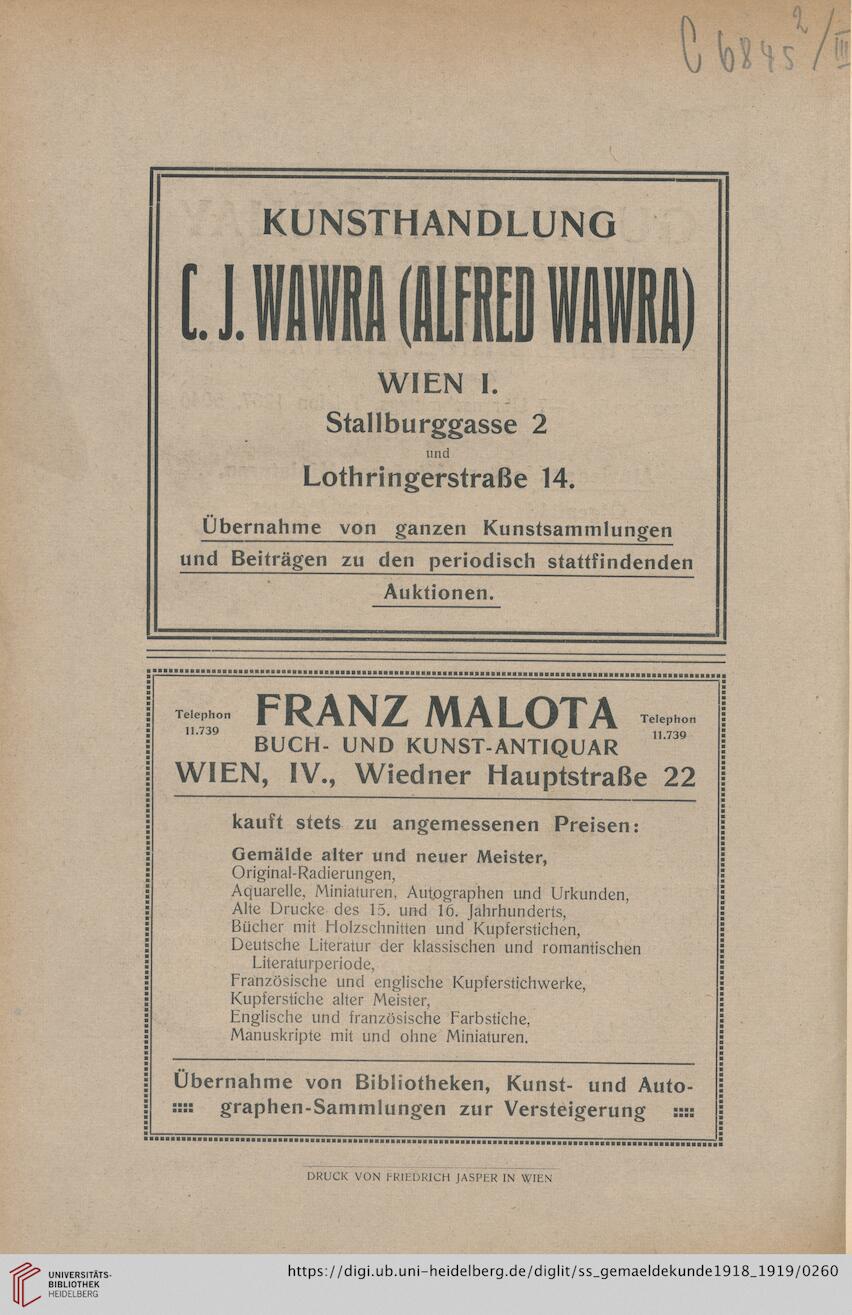 C 6845 2/III
KUNSTHANDLUNG
C. J. WAWRA (ALFRED WAWRA)
WIEN I.
Stallburggasse 2
und
Lothringerstraße 14.
Übernahme von ganzen Kunstsammlungen
und Beiträgen zu den periodisch stattfindenden
Auktionen.
Telephon
11.739
FRANZ MALOTA
Telephon
11.739
BUCH- UND KUNST-ANTIQUAR
WIEN, IV., Wiedner Hauptstraße 22
kauft stets zu angemessenen Preisen:
Gemälde alter und neuer Meister,
Original-Radierungen,
Aquarelle, Miniaturen, Autographen und Urkunden,
Alte Drucke des 15. und 16. Jahrhunderts,
Bücher mit Holzschnitten und Kupferstichen,
Deutsche Literatur der klassischen und romantischen
Literaturperiode,
Französische und englische Kupferstichwerke,
Kupferstiche alter Meister,
Englische und französische Farbstiche,
Manuskripte mit und ohne Miniaturen.
Übernahme von Bibliotheken, Kunst- und Auto-
graphen-Sammlungen zur Versteigerung
DRUCK VON FRIEDRICH JASPER IN WIEN
UNIVERSITÄTS-
BIBLIOTHEK
HEIDELBERG
https://digi.ub.uni-heidelberg.de/diglit/ss_gemaeldekunde1918_1919/0260